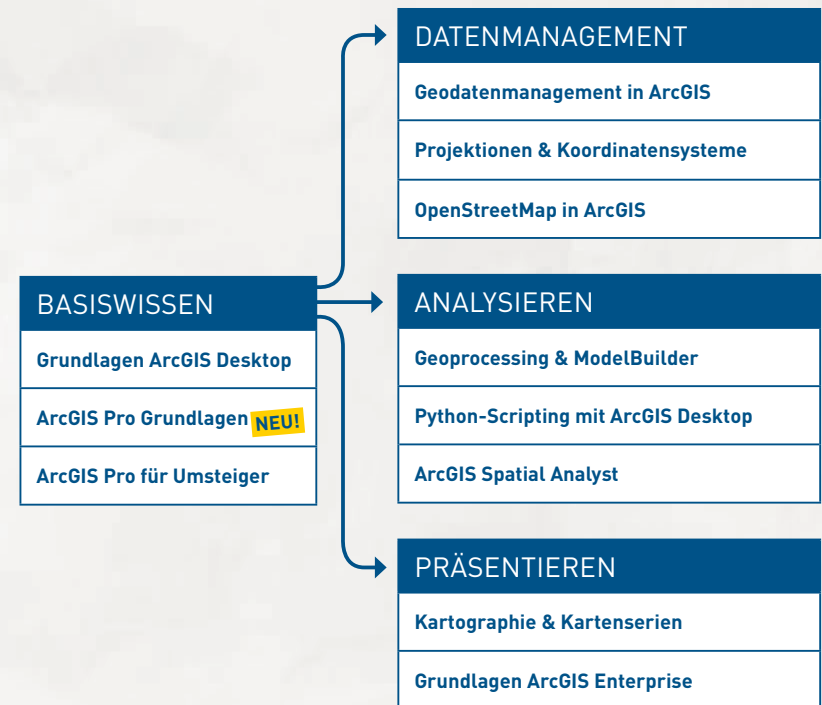 BASISWISSEN
Grundlagen ArcGIS Desktop
ArcGIS Pro Grundlagen NEU!
ArcGIS Pro für Umsteiger
DATENMANAGEMENT
Geodatenmanagement in ArcGIS
Projektionen & Koordinatensysteme
OpenStreetMap in ArcGIS
ANALYSIEREN
Geoprocessing & ModelBuilder
Python-Scripting mit ArcGIS Desktop
ArcGIS Spatial Analyst
PRÄSENTIEREN
Kartographie & Kartenserien
Grundlagen ArcGIS Enterprise